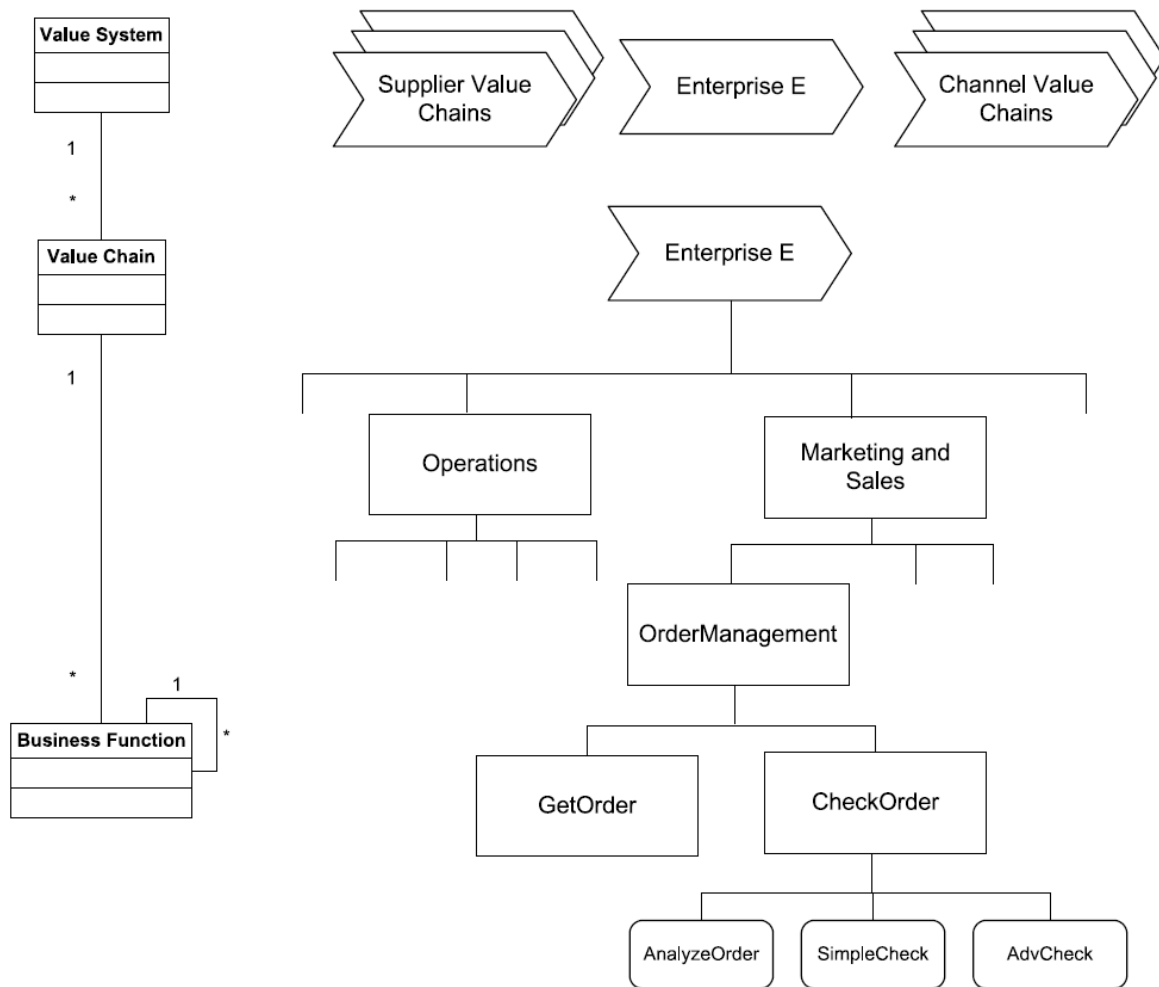 Value System
Supplier Value
Chains
Enterprise E
Channel Value
Chains
1
*
Value Chain
Enterprise E
1
Operations
Marketing and
Sales
OrderManagement
*
1
Business Function
*
GetOrder
CheckOrder
AnalyzeOrder
SimpleCheck
AdvCheck